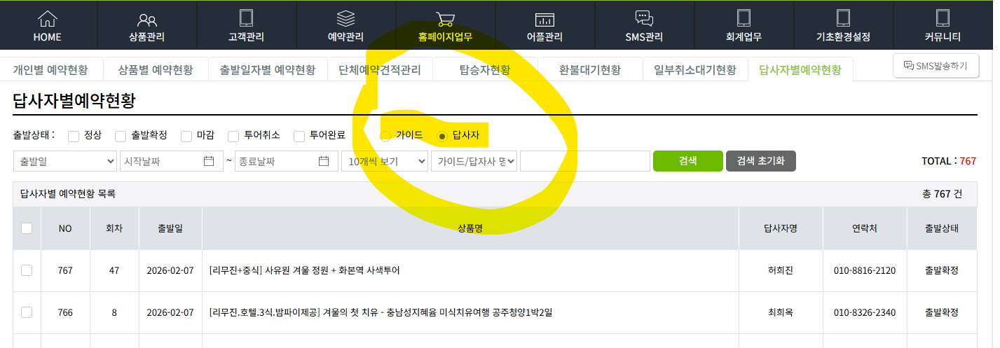 HOME 상품관리 고객관리 예약관리 홈페이지업무 어플관리 SMS관리 회계업무 기초환경설정 커뮤니티
개인별 예약현황 상품별 예약현황 출발일자별 예약현황 단체예약견적관리 탑승자현황 환불대기현황 일부취소대기현황 답사자별예약현황 SMS발송하기
답사자별예약현황
출발상태 : 정상 출발확정 마감 투어취소 투어완료 가이드 답사자
출발일 시작날짜 ~ 종료날짜 10개씩 보기 가이드/답자사 명 검색 검색 초기화 TOTAL : 767
답사자별 예약현황 목록 총 767 건
NO 회차 출발일 상품명 답사자명 연락처 출발상태
767 47 2026-02-07 [리무진+중식] 사유원 겨울 정원 + 화본역 사색투어 허희진 010-8816-2120 출발확정
766 8 2026-02-07 [리무진.호텔.3식.밤파이제공] 겨울의 첫 치유 - 충남성지혜윰 미식치유여행 공주청양1박2일 최희옥 010-8326-2340 출발확정